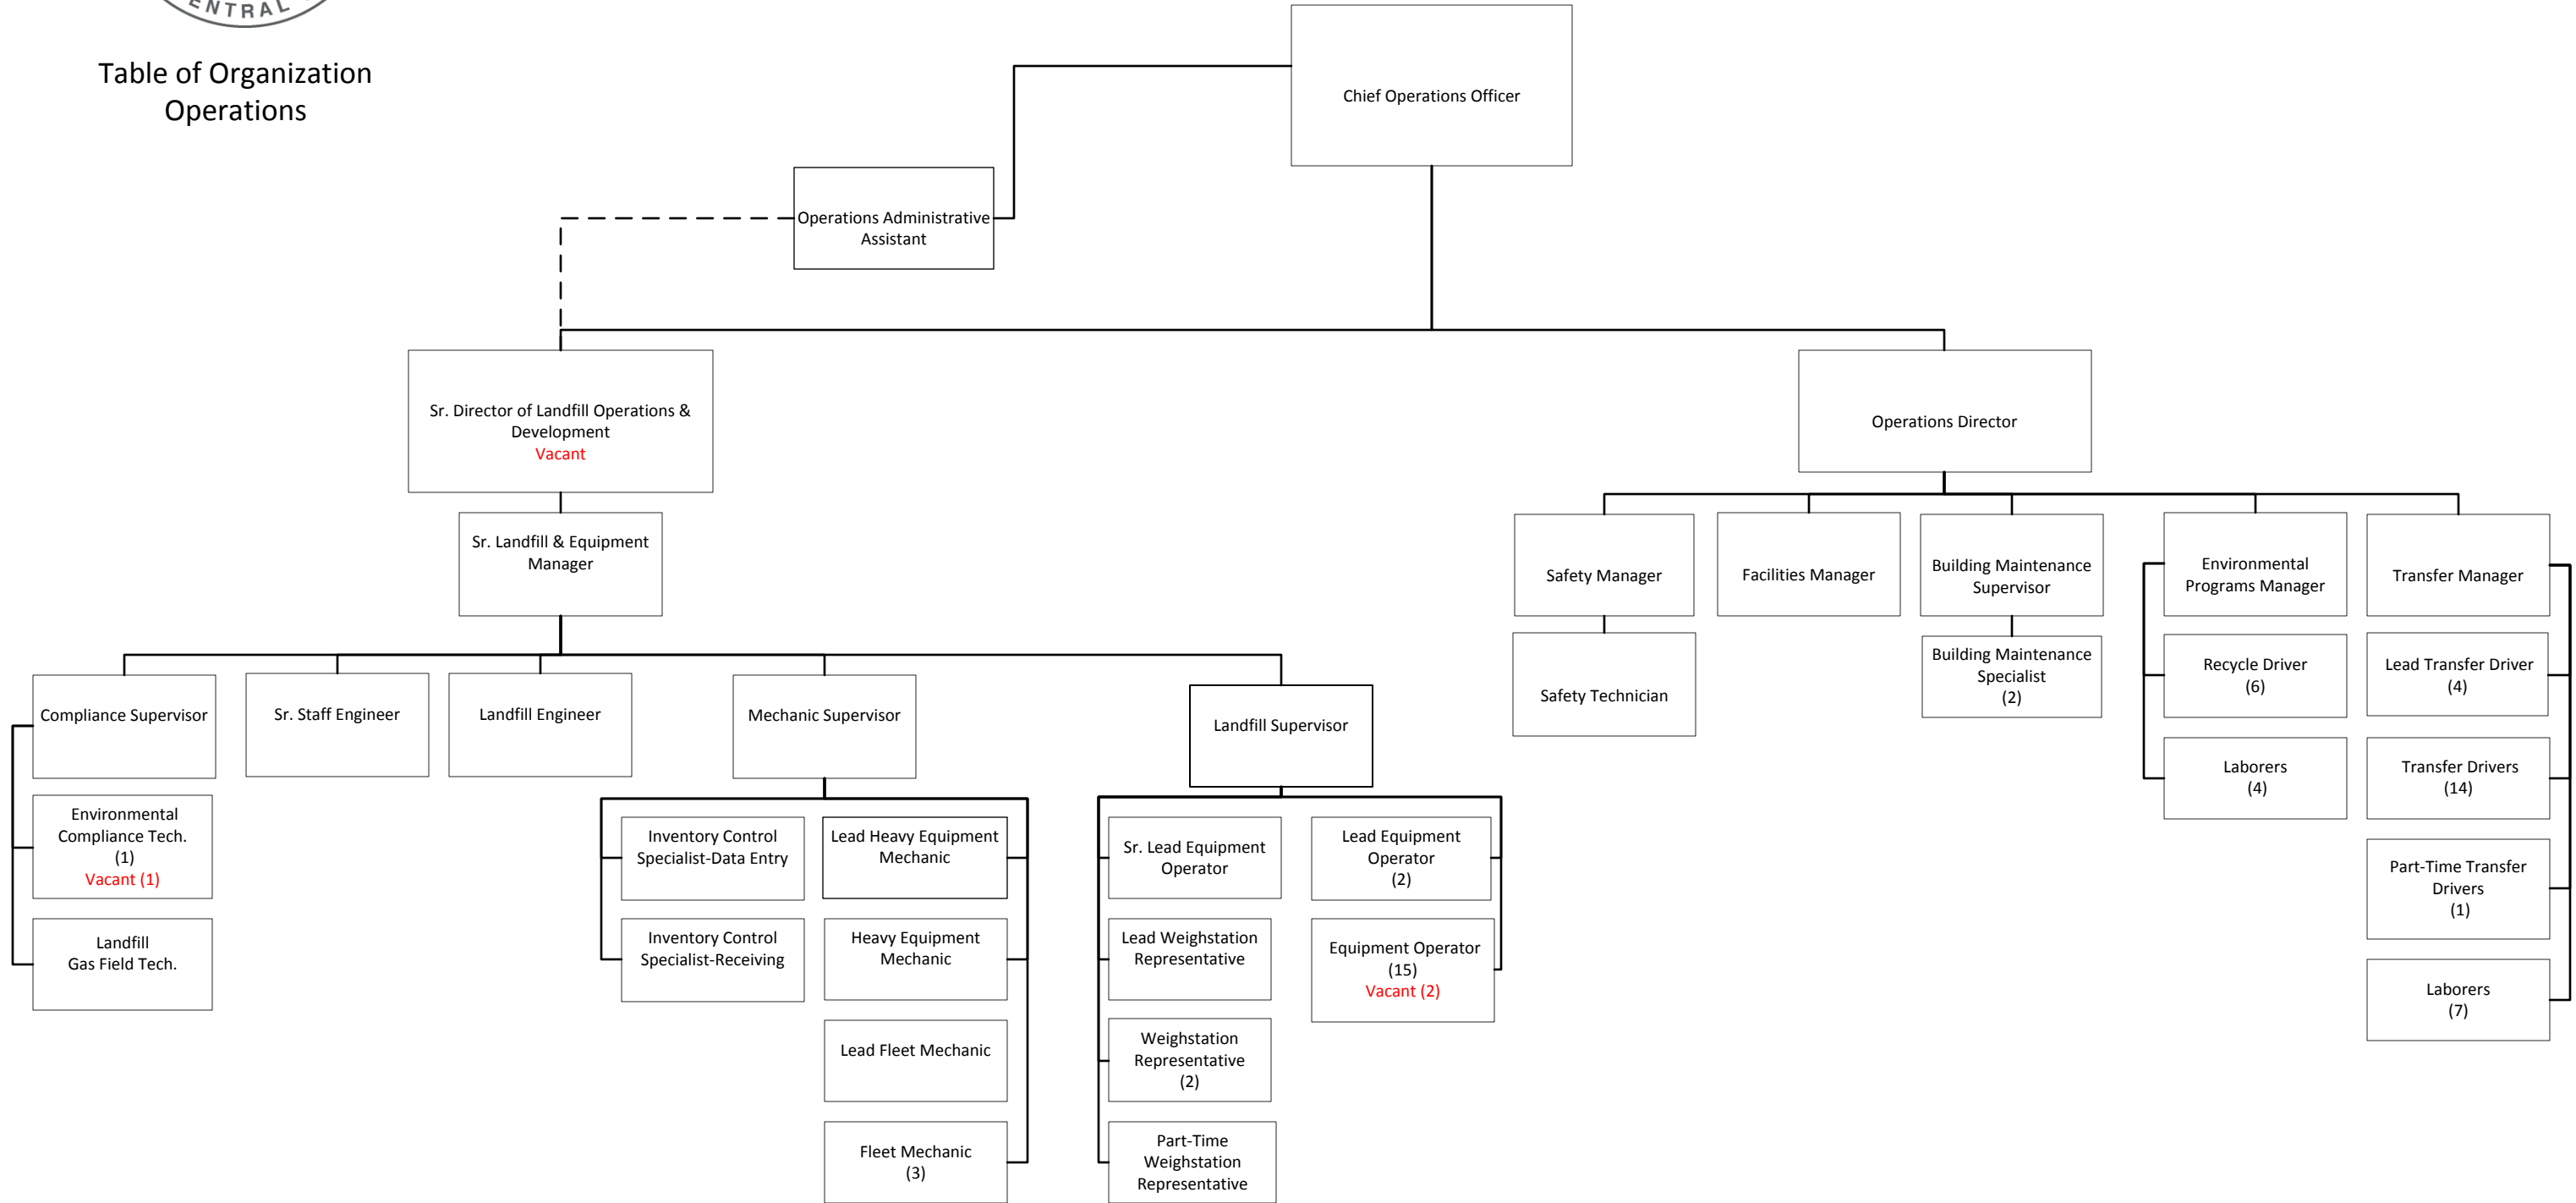 ENTRAL
Table of Organization
Operations
Chief Operations Officer
Operations Administrative
Assistant
Sr. Director of Landfill Operations &
Development
Vacant
Operations Director
Sr. Landfill & Equipment
Manager
Safety Manager
Facilities Manager
Building Maintenance
Supervisor
Environmental
Programs Manager
Transfer Manager
Safety Technician
Building Maintenance
Specialist
(2)
Recycle Driver
(6)
Lead Transfer Driver
(4)
Compliance Supervisor
Sr. Staff Engineer
Landfill Engineer
Mechanic Supervisor
Landfill Supervisor
Laborers
(4)
Transfer Drivers
(14)
Environmental
Compliance Tech.
(1)
Vacant (1)
Inventory Control
Specialist-Data Entry
Lead Heavy Equipment
Mechanic
Sr. Lead Equipment
Operator
Lead Equipment
Operator
(2)
Part-Time Transfer
Drivers
(1)
Landfill
Gas Field Tech.
Inventory Control
Specialist-Receiving
Heavy Equipment
Mechanic
Lead Weighstation
Representative
Equipment Operator
(15)
Vacant (2)
Laborers
(7)
Lead Fleet Mechanic
Weighstation
Representative
(2)
Fleet Mechanic
(3)
Part-Time
Weighstation
Representative